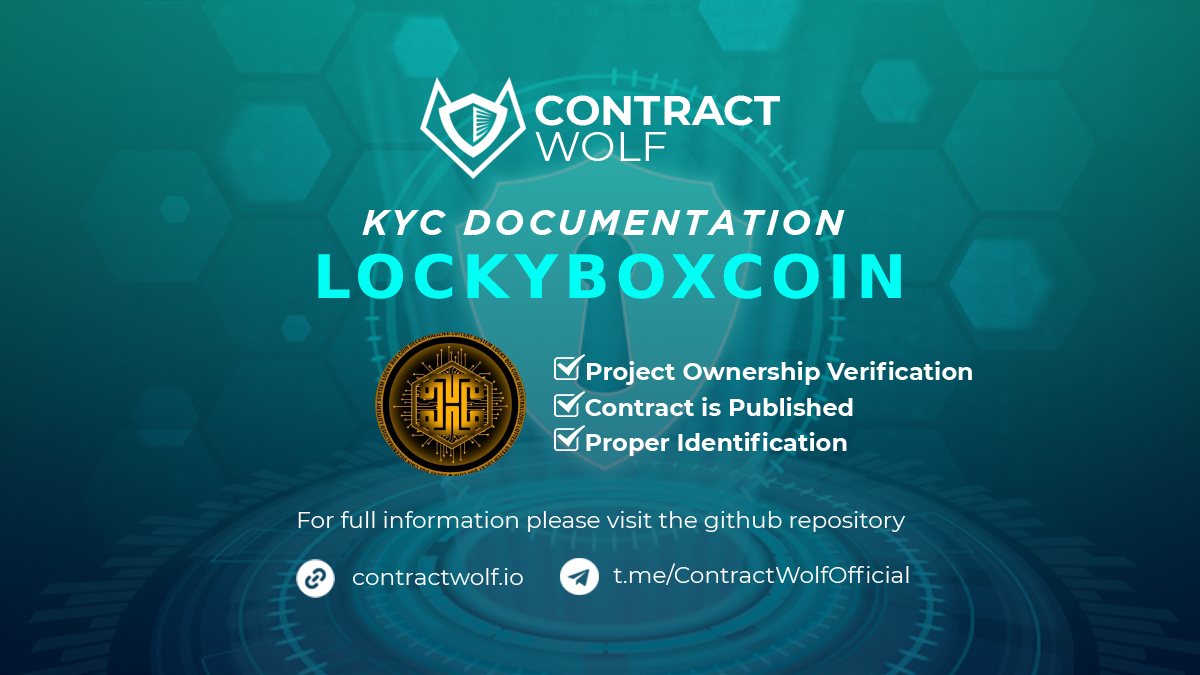 CONTRACT
WOLF
KYC DOCUMENTATION
LOCKYBOXCOIN
Project Ownership Verification
Contract is Published
Proper Identification
For full information please visit the github repository
contractwolf.io
t.me/ContractWolfOfficial